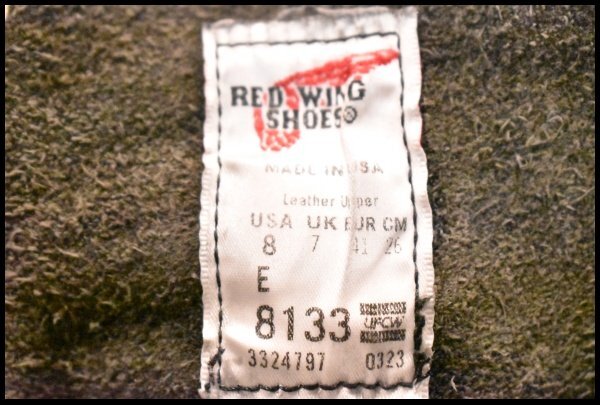 RED WING
SHOES®
MADE IN USA
Leather Upper
USA UK EUR CM
8 7 41 26
E
8133 UFCW
3324797 0323